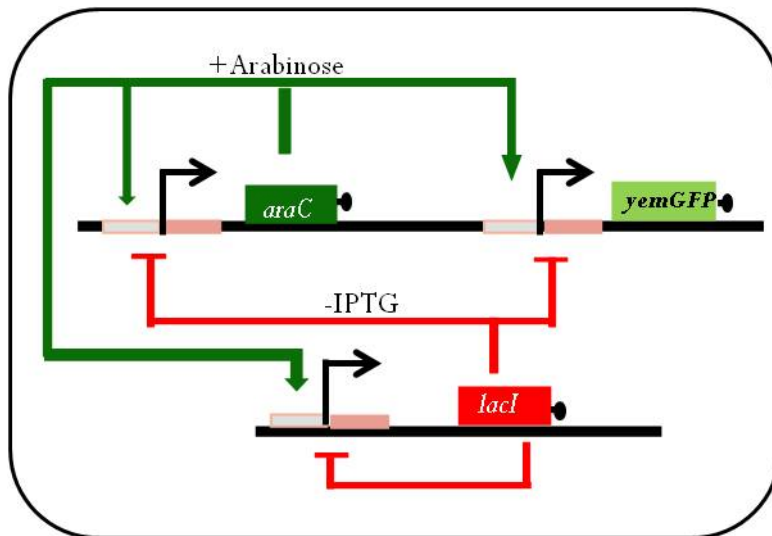 +Arabinose
araC
yemGFP
-IPTG
lacI